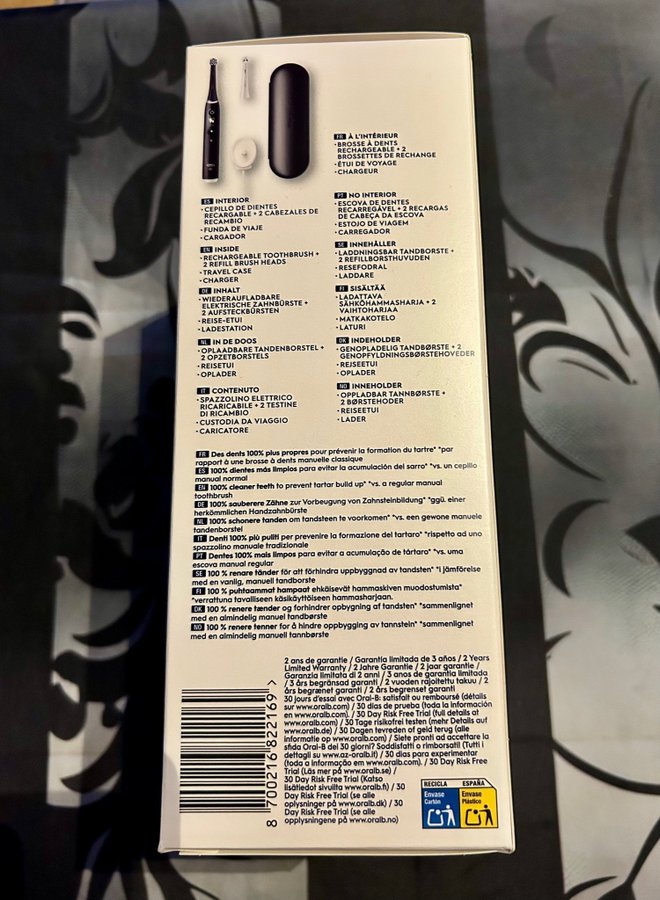 FR À L'INTÉRIEUR
• BROSSE À DENTS
RECHARGEABLE + 2
BROSSETTES DE RECHANGE
• ÉTUI DE VOYAGE
• CHARGEUR
ES INTERIOR
• CEPILLO DE DIENTES
RECARGABLE + 2 CABEZALES DE
RECAMBIO
• FUNDA DE VIAJE
• CARGADOR
PT NO INTERIOR
• ESCOVA DE DENTES
RECARREGÁVEL + 2 RECARGAS
DE CABEÇA DA ESCOVA
• ESTOJO DE VIAGEM
• CARREGADOR
EN INSIDE
• RECHARGEABLE TOOTHBRUSH +
2 REFILL BRUSH HEADS
• TRAVEL CASE
• CHARGER
SE INNEHÅLLER
• LADDNINGSBAR TANDBORSTE +
2 REFILLBORSTHUVUDEN
• RESEFODRAL
• LADDARE
DE INHALT
• WIEDERAUFLADBARE
ELEKTRISCHE ZAHNBÜRSTE +
2 AUFSTECKBÜRSTEN
• REISE-ETUI
• LADESTATION
FI SISÄLTÄÄ
• LADATTAVA
SÄHKÖHAMMASHARJA + 2
VAIHTOHARJAA
• MATKAKOTELO
• LATURI
NL IN DE DOOS
• OPLAADBARE TANDENBORSTEL +
2 OPZETBORSTELS
• REISETUI
• OPLADER
DK INDEHOLDER
• GENOPLADELIG TANDBØRSTE + 2
GENOPFYLDNINGSBØRSTEHOVEDER
• REJSEETUI
• OPLADER
IT CONTENUTO
• SPAZZOLINO ELETTRICO
RICARICABILE + 2 TESTINE
DI RICAMBIO
• CUSTODIA DA VIAGGIO
• CARICATORE
NO INNEHOLDER
• OPPLADBAR TANNBØRSTE +
2 BØRSTEHODER
• REISEETUI
• LADER
FR Des dents 100% plus propres pour prévenir la formation du tartre* *par
rapport à une brosse à dents manuelle classique
ES 100% dientes más limpios para evitar la acumulación del sarro* *vs. un cepillo
manual normal
EN 100% cleaner teeth to prevent tartar build up* *vs. a regular manual
toothbrush
DE 100% sauberere Zähne zur Vorbeugung von Zahnsteinbildung* *ggü. einer
herkömmlichen Handzahnbürste
NL 100% schonere tanden om tandsteen te voorkomen* *vs. een gewone manuele
tandenborstel
IT Denti 100% più puliti per prevenire la formazione del tartaro* *rispetto ad uno
spazzolino manuale tradizionale
PT Dentes 100% mais limpos para evitar a acumulação de tártaro* *vs. uma
escova manual regular
SE 100 % renare tänder för att förhindra uppbyggnad av tandsten* *i jämförelse
med en vanlig, manuell tandborste
FI 100 % puhtaammat hampaat ehkäisevät hammaskiven muodostumista*
*verrattuna tavalliseen käsikäyttöiseen hammasharjaan.
DK 100 % renere tænder og forhindrer opbygning af tandsten* *sammenlignet
med en almindelig manuel tandbørste
NO 100 % renere tenner for å hindre oppbygging av tannstein* *sammenlignet
med en almindelig manuell tannbørste
2 ans de garantie / Garantía limitada de 3 años / 2 Years
Limited Warranty / 2 Jahre Garantie / 2 jaar garantie /
Garanzia limitata di 2 anni / 3 anos de garantia limitada
/ 3 års begränsad garanti / 2 vuoden rajoitettu takuu / 2
års begrænset garanti / 2 års begrenset garanti
30 jours d'essai avec Oral-B: satisfait ou remboursé (détails
sur www.oralb.com) / 30 días de prueba (toda la información
en www.oralb.com). / 30 Day Risk Free Trial (full details at
www.oralb.com) / 30 Tage risikofrei testen (mehr Details auf
www.oralb.de) / 30 Dagen tevreden of geld terug (alle
informatie op www.oralb.com) / Siete pronti ad accettare la
sfida Oral-B dei 30 giorni? Soddisfatti o rimborsati! (Tutti i
dettagli su www.az-oralb.it) / 30 dias para experimentar
(toda a informação em www.oralb.com). / 30 Day Risk Free
Trial (Läs mer på www.oralb.se) /
30 Day Risk Free Trial (Katso
lisätiedot sivuilta www.oralb.fi) / 30
Day Risk Free Trial (se alle
oplysninger på www.oralb.dk) / 30
Day Risk Free Trial (se alle
opplysningene på www.oralb.no)
8 700216 822169 >
RECICLA ESPAÑA
Envase
Cartón
Envase
Plástico